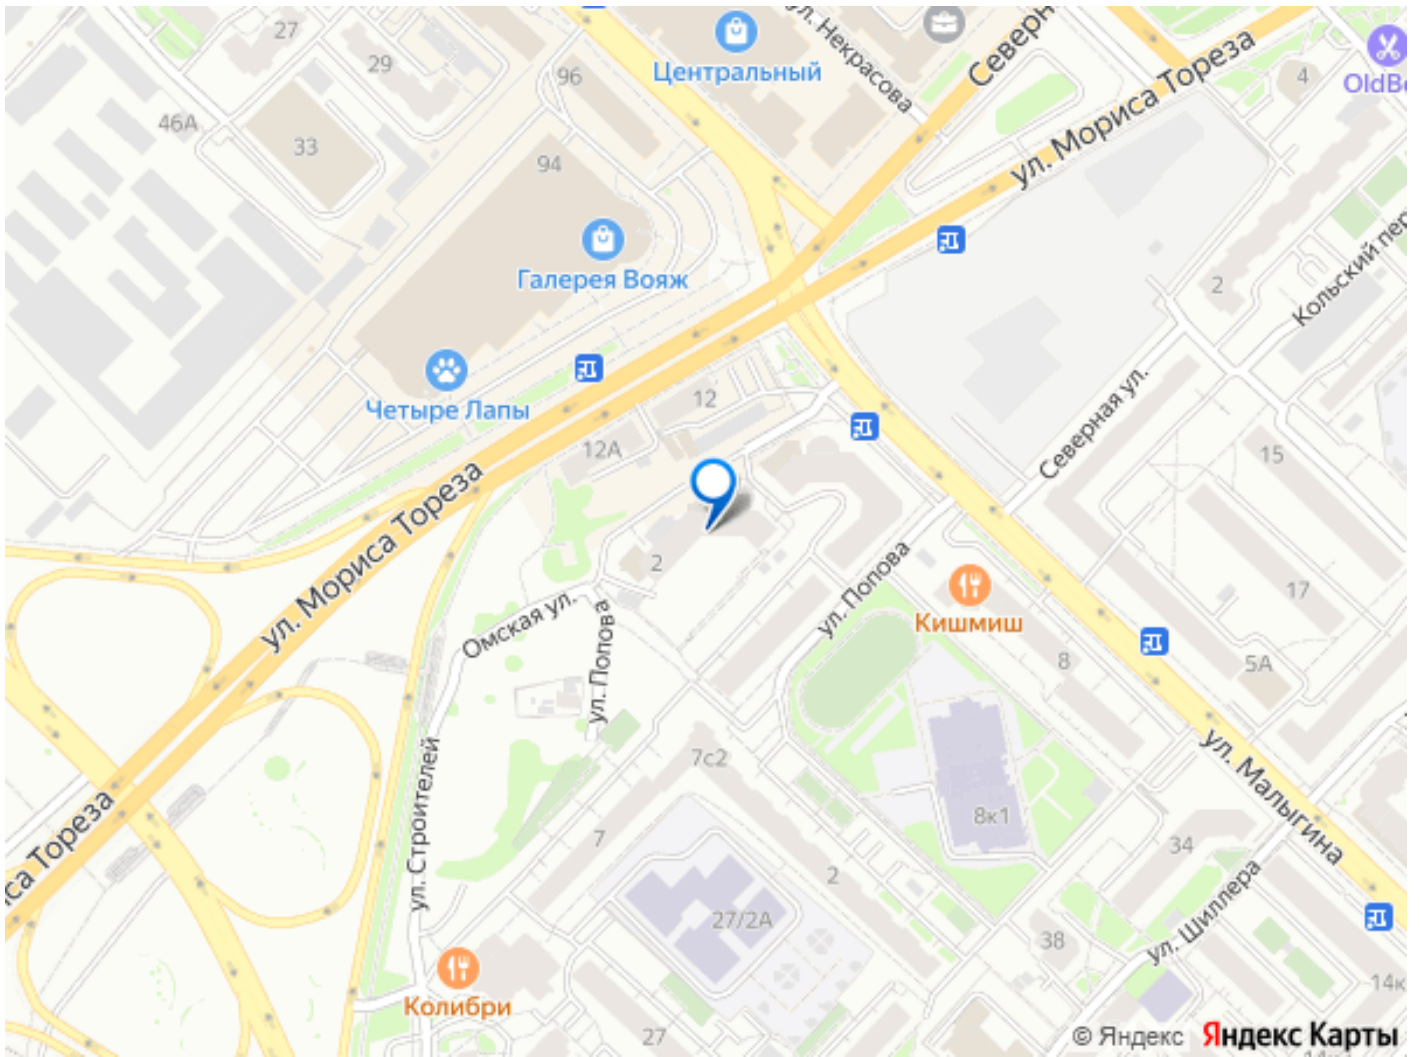 27
29
96
Центральный
ул. Некрасова
Северн
ул. Мориса Тореза
4
OldB
46А
33
94
Галерея Вояж
2
Кольский пер
Четыре Лапы
12
12А
Северная ул.
15
ул. Мориса Тореза
2
ул. Попова
17
Омская ул.
ул. Попова
Кишмиш
8
5А
7с2
ул. Малыгина
ул. Строителей
са Тореза
7
8к1
34
2
27/2А
38
ул. Шиллера
14к
Колибри
27
© Яндекс Яндекс Карты